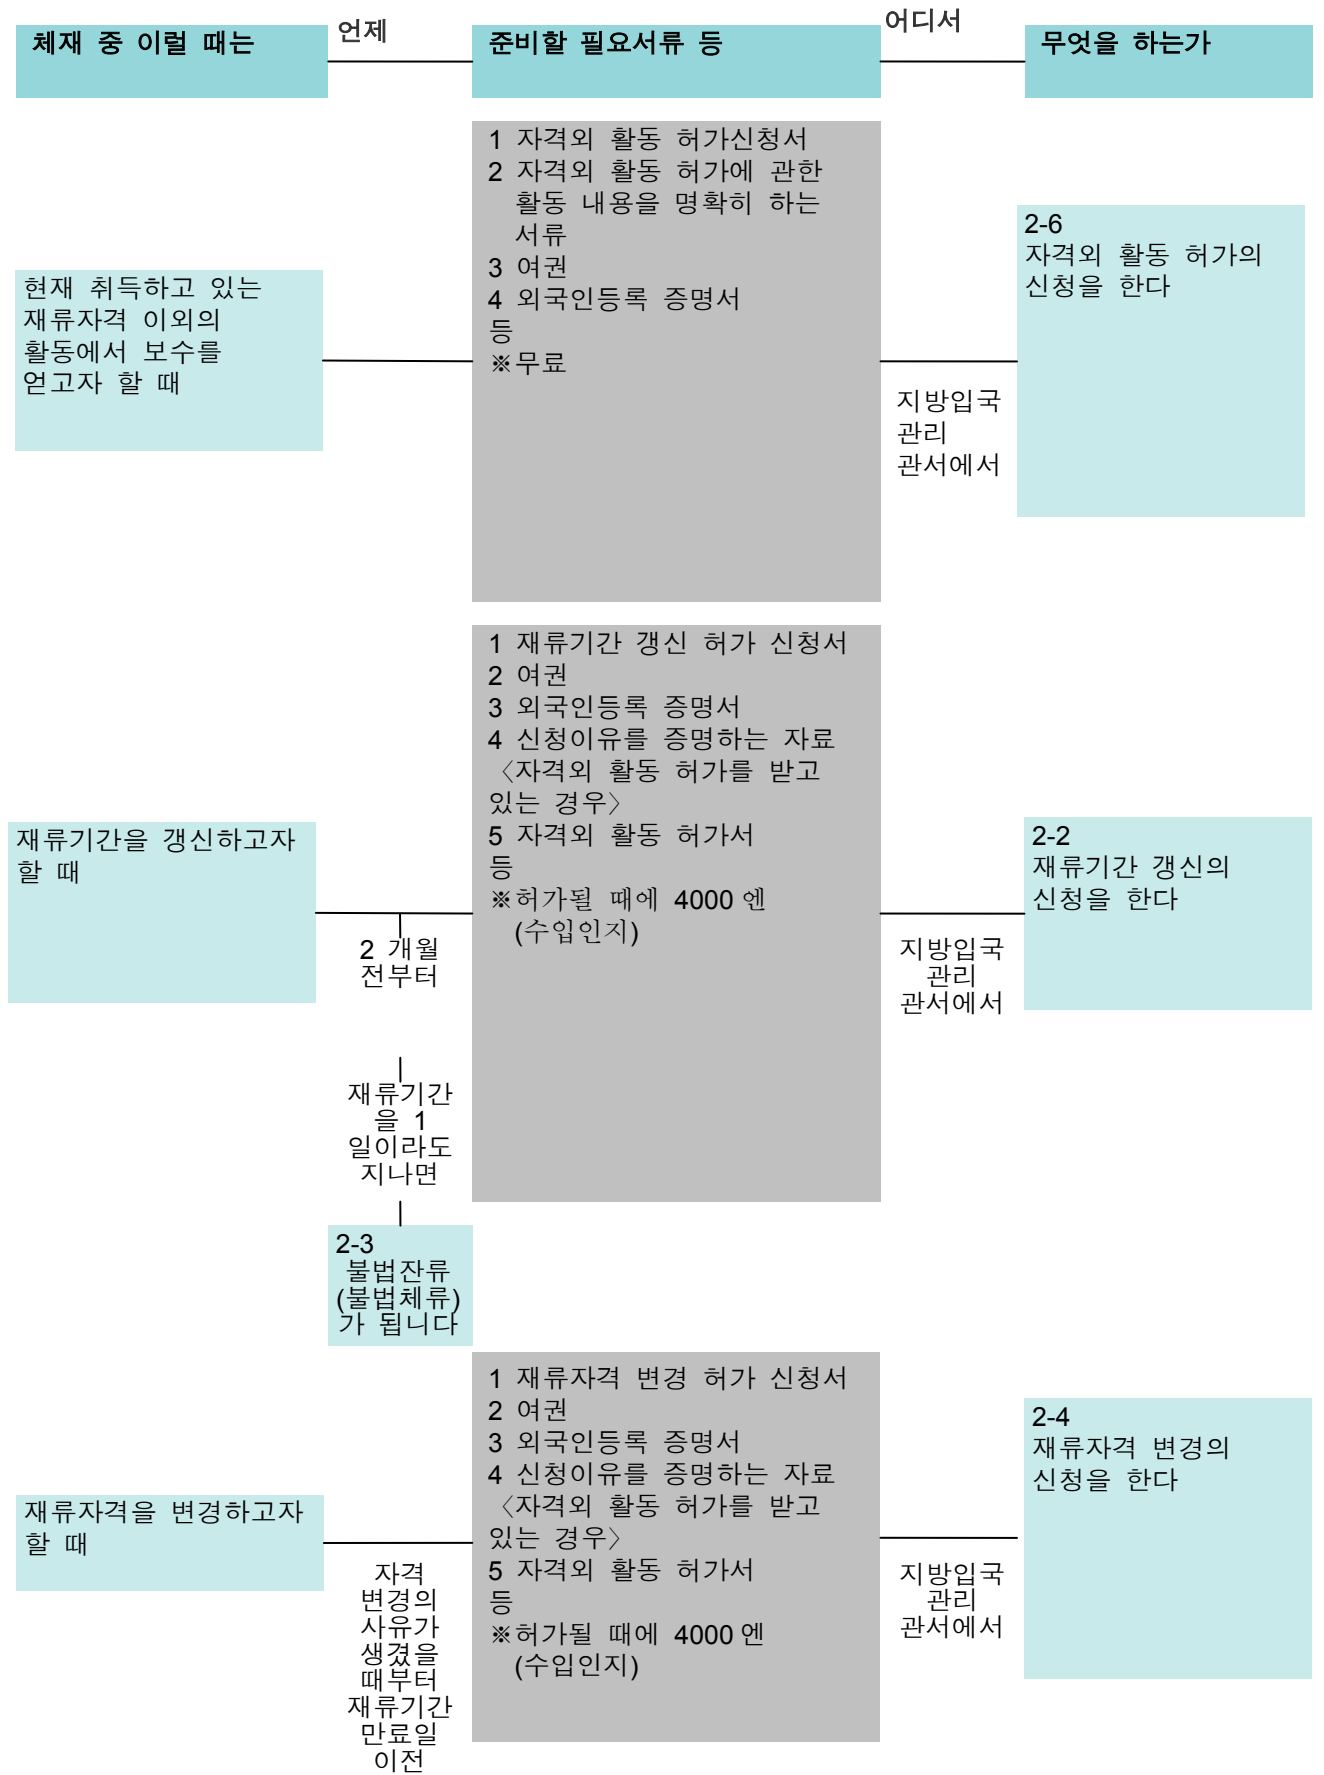 체재 중 이럴 때는
언제
준비할 필요서류 등
어디서
무엇을 하는가
현재 취득하고 있는
재류자격 이외의
활동에서 보수를
얻고자 할 때
1 자격외 활동 허가신청서
2 자격외 활동 허가에 관한
활동 내용을 명확히 하는
서류
3 여권
4 외국인등록 증명서
등
※무료
지방입국
관리
관서에서
2-6
자격외 활동 허가의
신청을 한다
재류기간을 갱신하고자
할 때
2 개월
전부터
재류기간
을 1
일이라도
지나면
2-3
불법잔류
(불법체류)
가 됩니다
1 재류기간 갱신 허가 신청서
2 여권
3 외국인등록 증명서
4 신청이유를 증명하는 자료
〈자격외 활동 허가를 받고
있는 경우〉
5 자격외 활동 허가서
등
※허가될 때에 4000 엔
(수입인지)
지방입국
관리
관서에서
2-2
재류기간 갱신의
신청을 한다
재류자격을 변경하고자
할 때
자격
변경의
사유가
생겼을
때부터
재류기간
만료일
이전
1 재류자격 변경 허가 신청서
2 여권
3 외국인등록 증명서
4 신청이유를 증명하는 자료
〈자격외 활동 허가를 받고
있는 경우〉
5 자격외 활동 허가서
등
※허가될 때에 4000 엔
(수입인지)
지방입국
관리
관서에서
2-4
재류자격 변경의
신청을 한다